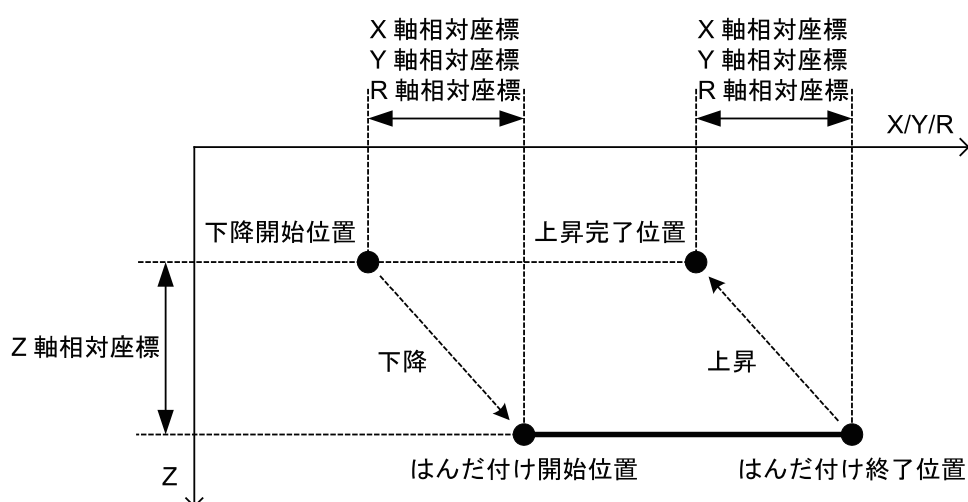 X 軸相対座標
Y 軸相対座標
R 軸相対座標
X 軸相対座標
Y 軸相対座標
R 軸相対座標
X/Y/R
下降開始位置
上昇完了位置
Z 軸相対座標
下降
上昇
はんだ付け開始位置
はんだ付け終了位置
Z